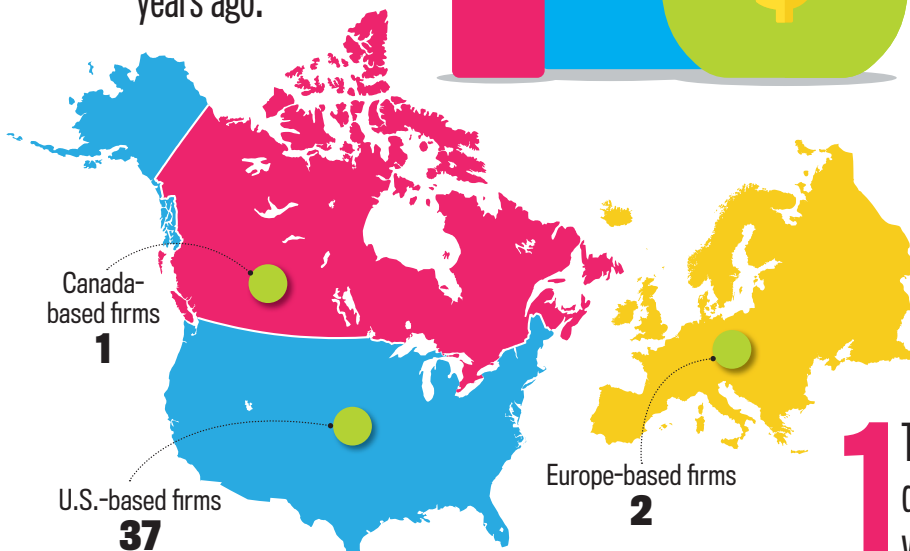 years ago.
Canada-
based firms
1
U.S.-based firms
37
Europe-based firms
2
1